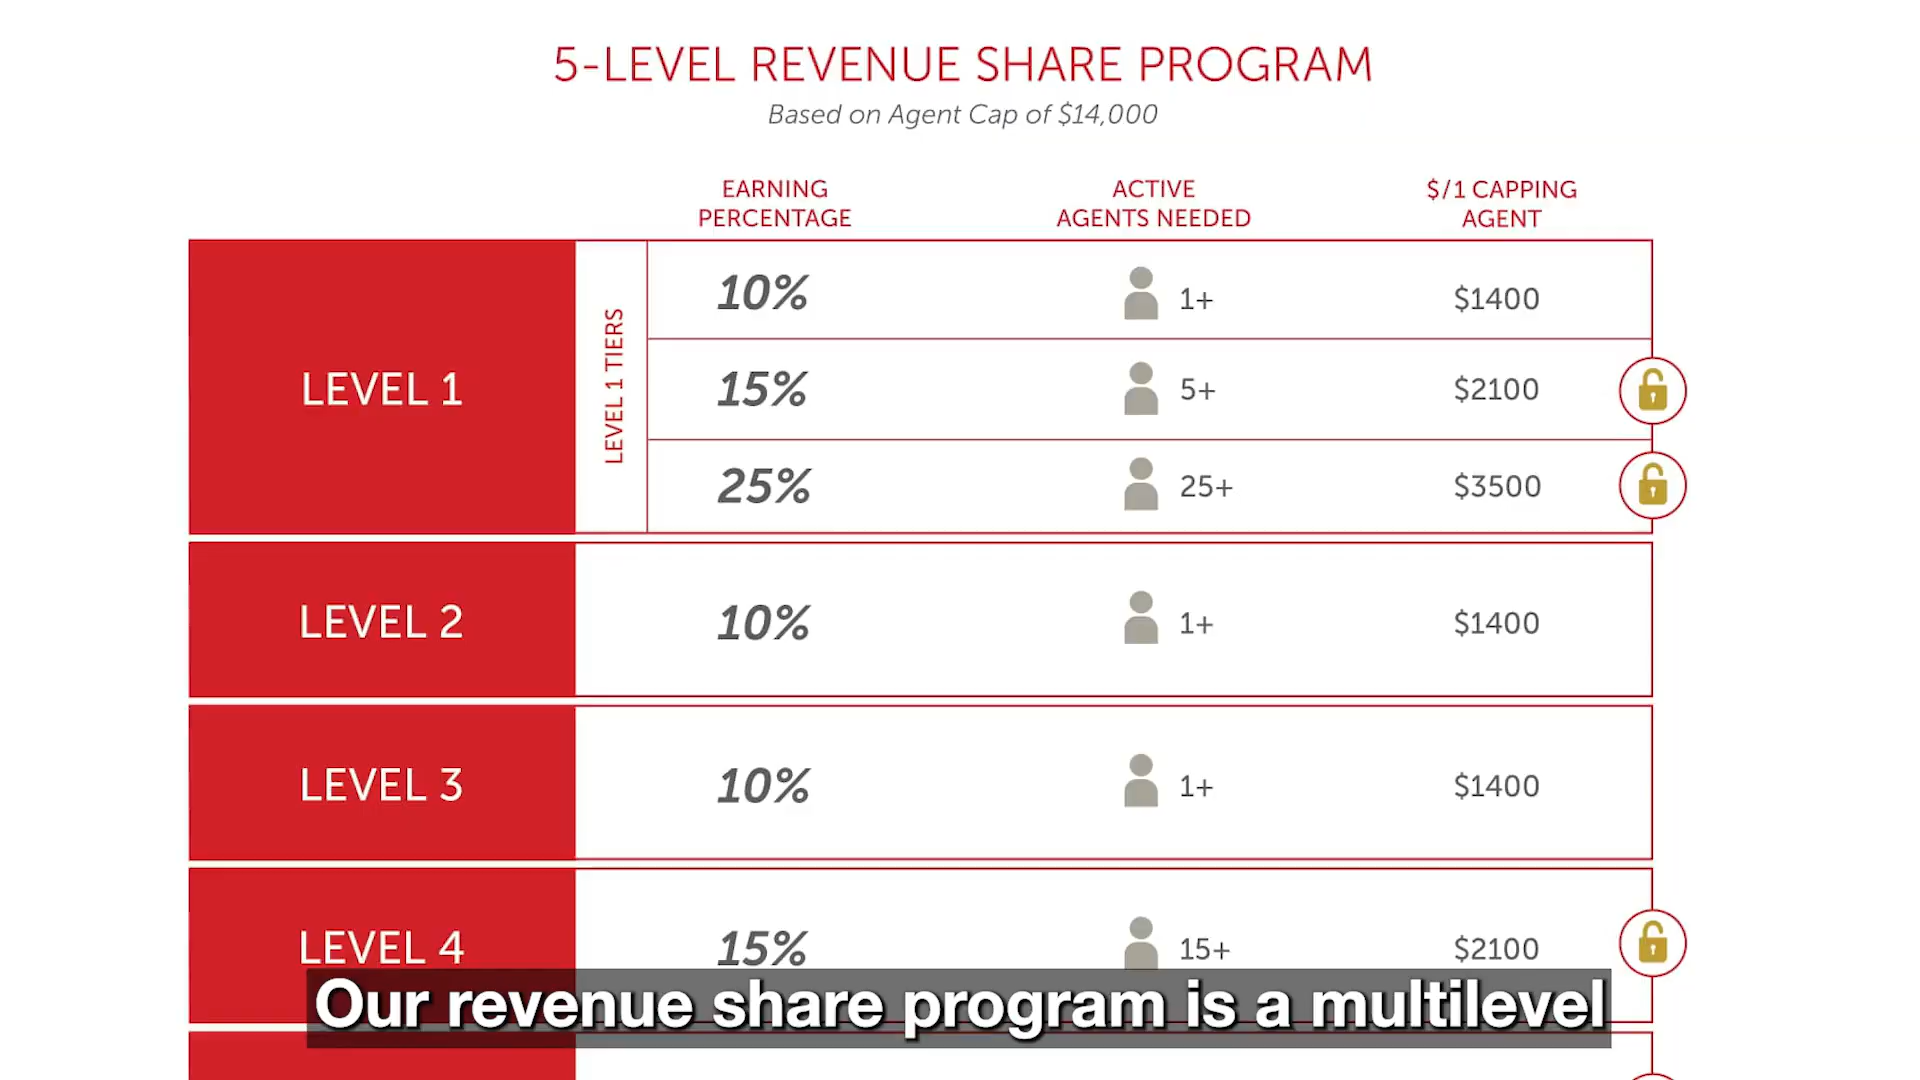 5-LEVEL REVENUE SHARE PROGRAM
Based on Agent Cap of $14,000
EARNING
PERCENTAGE
ACTIVE
AGENTS NEEDED
$/1 CAPPING
AGENT
LEVEL 1
LEVEL 1 TIERS
10%
1+
$1400
15%
5+
$2100
25%
25+
$3500
LEVEL 2
10%
1+
$1400
LEVEL 3
10%
1+
$1400
LEVEL 4
15%
15+
$2100
Our revenue share program is a multilevel